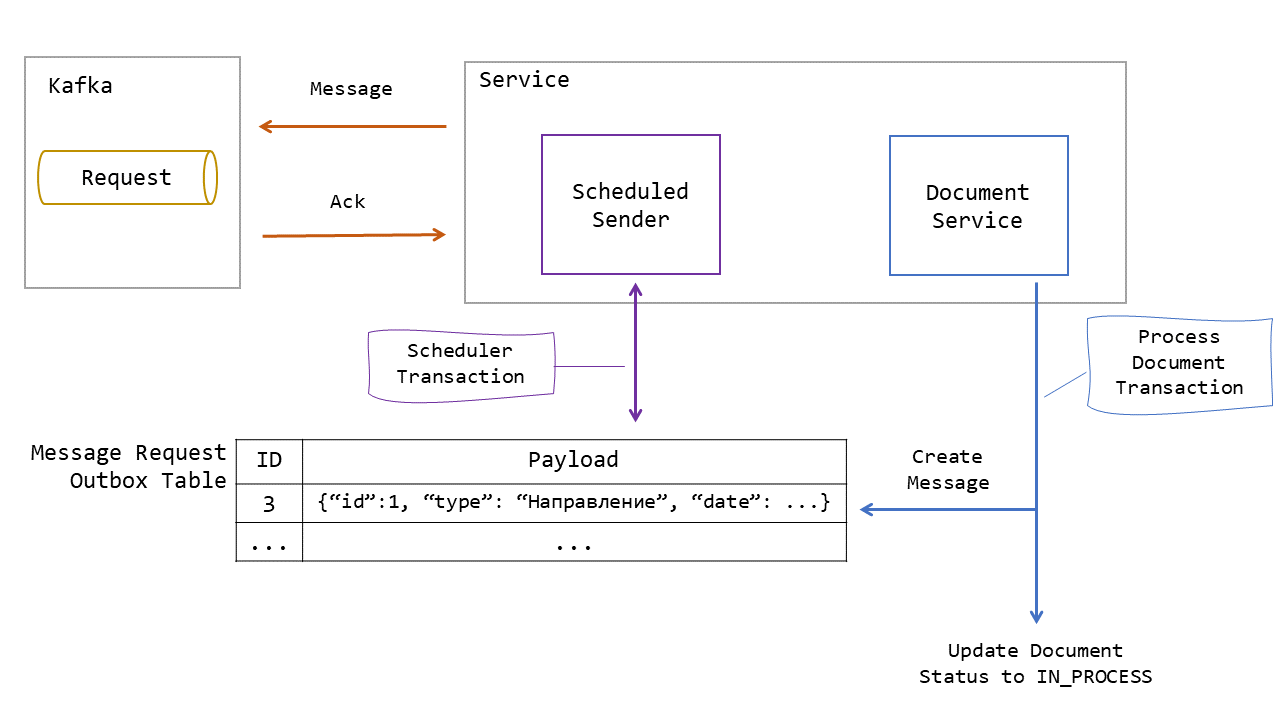 Kafka
Request
Message
Ack
Service
Scheduled
Sender
Document
Service
Scheduler
Transaction
Process
Document
Transaction
Message Request
Outbox Table
ID
Payload
3
{“id”:1, “type”: “Направление”, “date”: ...}
...
...
Create
Message
Update Document
Status to IN_PROCESS